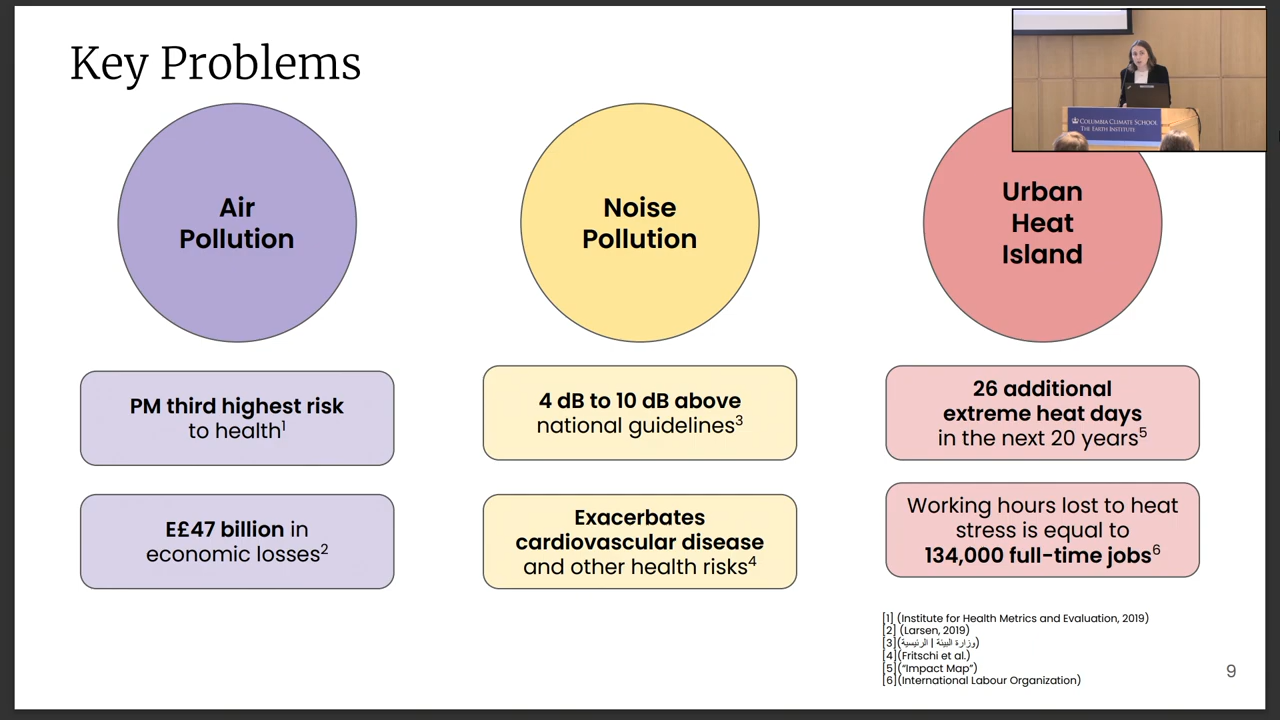 Key Problems
COLUMBIA CLIMATE SCHOOL
THE EARTH INSTITUTE
Air
Pollution
Noise
Pollution
Urban
Heat
Island
PM third highest risk
to health¹
4 dB to 10 dB above
national guidelines³
26 additional
extreme heat days
in the next 20 years⁵
E£47 billion in
economic losses²
Exacerbates
cardiovascular disease
and other health risks⁴
Working hours lost to heat
stress is equal to
134,000 full-time jobs⁶
[1] (Institute for Health Metrics and Evaluation, 2019)
[2] (Larsen, 2019)
[3](وزارة البيئة | الرئيسية)
[4](Fritschi et al.)
[5]("Impact Map")
[6](International Labour Organization)
9